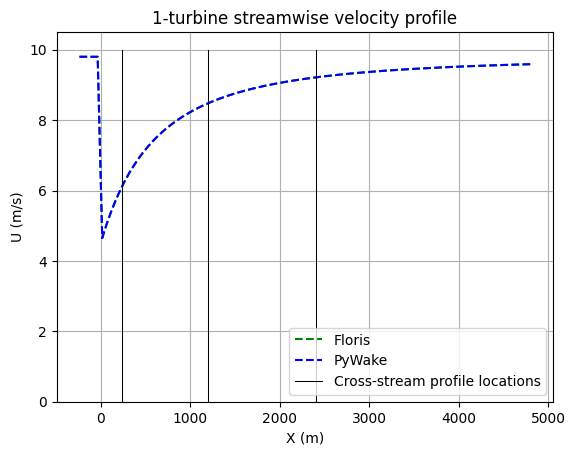 1-turbine streamwise velocity profile
10
8
6
4
2
0
U (m/s)
Floris
PyWake
Cross-stream profile locations
0 1000 2000 3000 4000 5000
X (m)